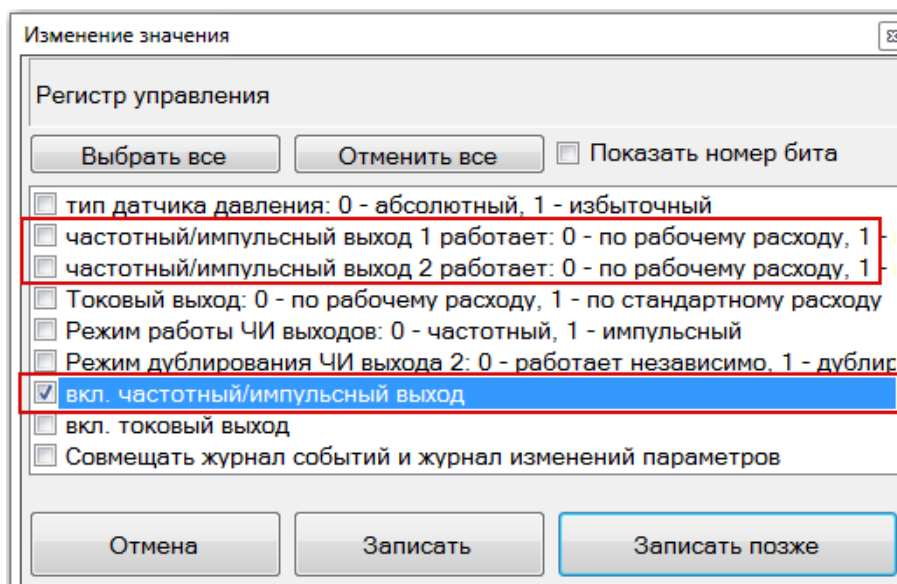 Изменение значения
Регистр управления
Выбрать все Отменить все Показать номер бита
тип датчика давления: 0 - абсолютный, 1 - избыточный
частотный/импульсный выход 1 работает: 0 - по рабочему расходу, 1 -
частотный/импульсный выход 2 работает: 0 - по рабочему расходу, 1 -
Токовый выход: 0 - по рабочему расходу, 1 - по стандартному расходу
Режим работы ЧИ выходов: 0 - частотный, 1 - импульсный
Режим дублирования ЧИ выхода 2: 0 - работает независимо, 1 - дублир
вкл. частотный/импульсный выход
вкл. токовый выход
Совмещать журнал событий и журнал изменений параметров
Отмена Записать Записать позже